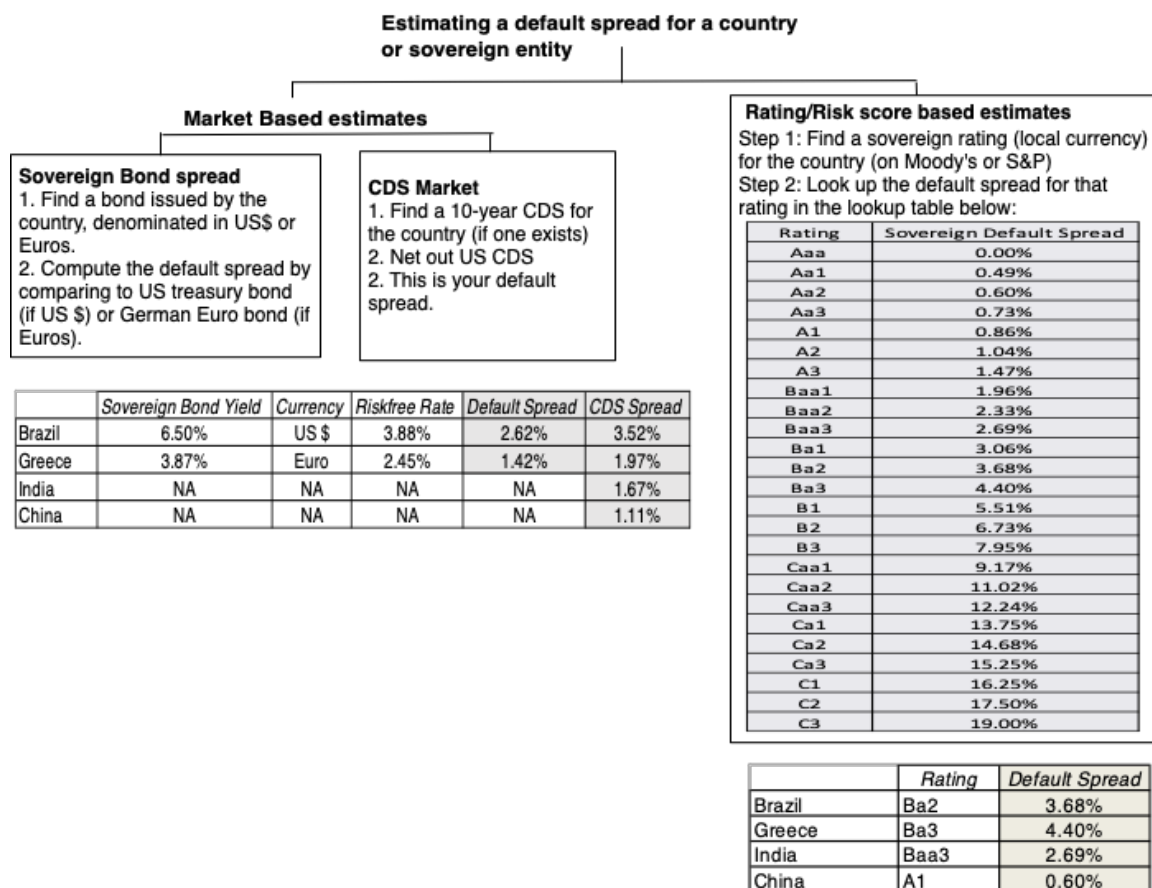 Estimating a default spread for a country
or sovereign entity
Market Based estimates
Sovereign Bond spread
1. Find a bond issued by the
country, denominated in US$ or
Euros.
2. Compute the default spread by
comparing to US treasury bond
(if US $) or German Euro bond (if
Euros).
CDS Market
1. Find a 10-year CDS for
the country (if one exists)
2. Net out US CDS
2. This is your default
spread.
Sovereign Bond Yield Currency Riskfree Rate Default Spread CDS Spread
Brazil 6.50% US $ 3.88% 2.62% 3.52%
Greece 3.87% Euro 2.45% 1.42% 1.97%
India NA NA NA NA 1.67%
China NA NA NA NA 1.11%
Rating/Risk score based estimates
Step 1: Find a sovereign rating (local currency)
for the country (on Moody's or S&P)
Step 2: Look up the default spread for that
rating in the lookup table below:
Rating Sovereign Default Spread
Aaa 0.00%
Aa1 0.49%
Aa2 0.60%
Aa3 0.73%
A1 0.86%
A2 1.04%
A3 1.47%
Baa1 1.96%
Baa2 2.33%
Baa3 2.69%
Ba1 3.06%
Ba2 3.68%
Ba3 4.40%
B1 5.51%
B2 6.73%
B3 7.95%
Caa1 9.17%
Caa2 11.02%
Caa3 12.24%
Ca1 13.75%
Ca2 14.68%
Ca3 15.25%
C1 16.25%
C2 17.50%
C3 19.00%
Rating Default Spread
Brazil Ba2 3.68%
Greece Ba3 4.40%
India Baa3 2.69%
China A1 0.60%